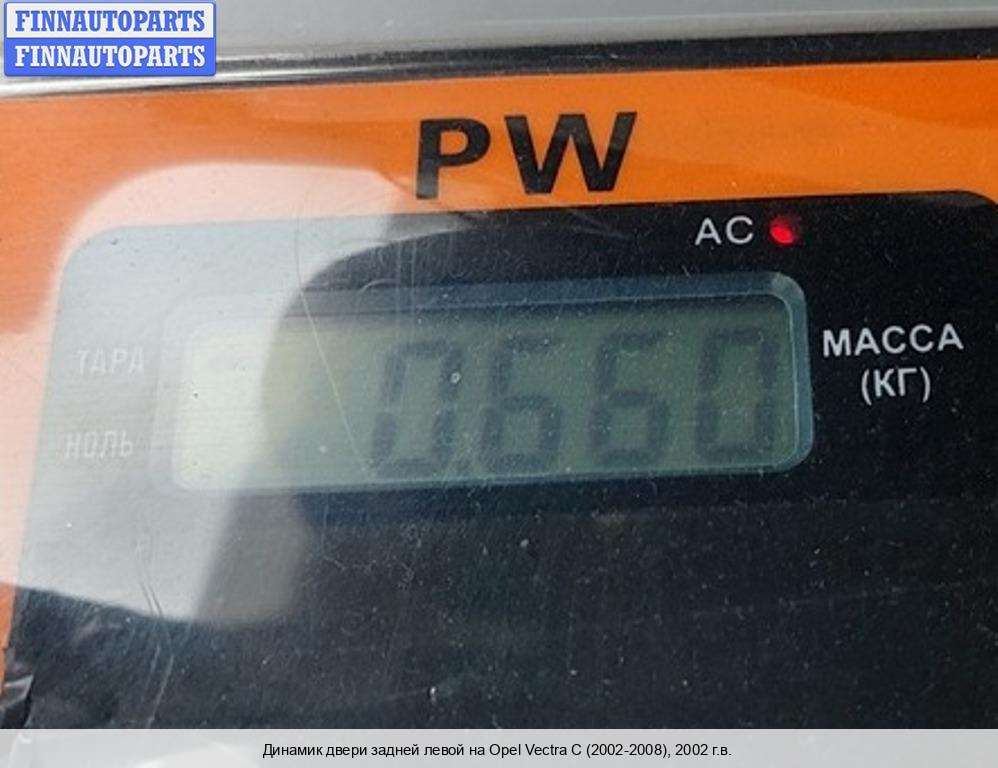 FINNAUTOPARTS
FINNAUTOPARTS
PW
AC
ТАРА
0.660
МАССА
(КГ)
НОЛЬ
Динамик двери задней левой на Opel Vectra C (2002-2008), 2002 г.в.